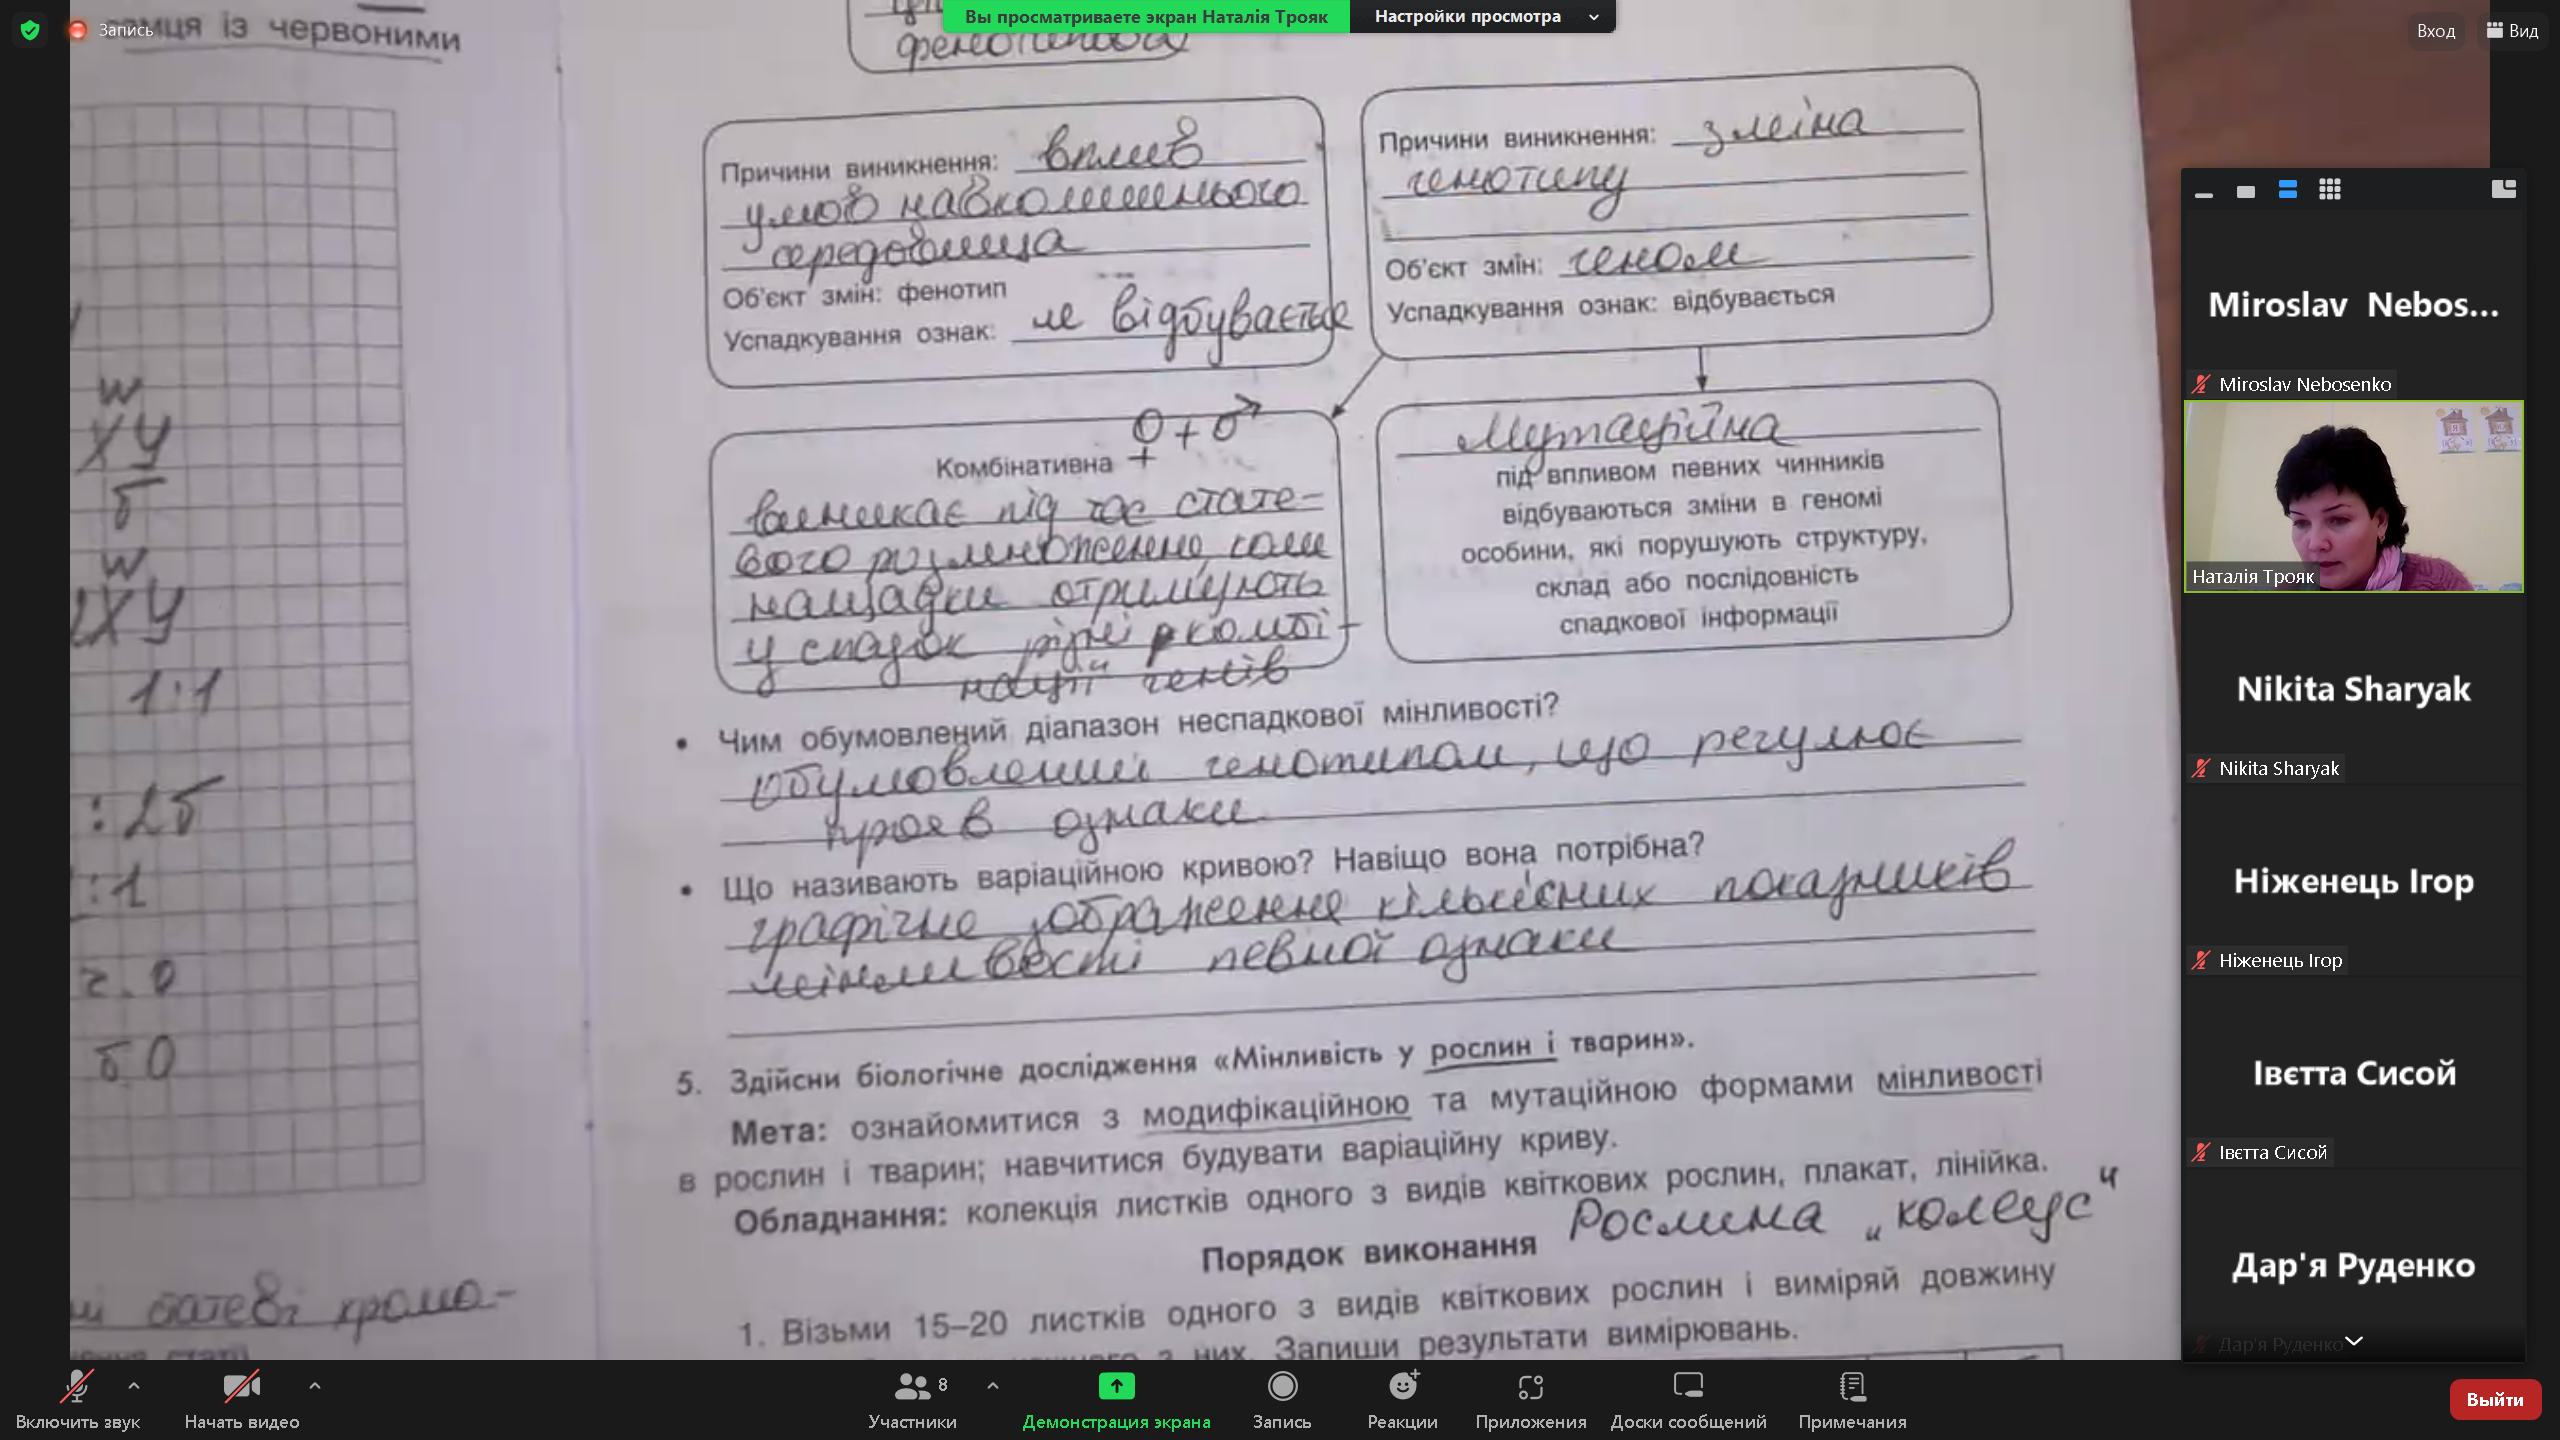 Вы просматриваете экран Наталія Трояк
Настройки просмотра
Запись
Вход
Вид
самця із червоними
фенотипова
Причини виникнення: вплив
умов навколишнього
середовища
Об'єкт змін: фенотип
Успадкування ознак: не відбувається
Причини виникнення: зміна
генотипу
Об'єкт змін: геном
Успадкування ознак: відбувається
w
XY
б
w
XY
1:1
: 2б
:1
ч.О
б О
♀ + ♂
Комбінативна
виникає під час стате-
вого розмноження, коли
нащадки отримують
у спадок різні комбі-
нації генів
Мутаційна
під впливом певних чинників
відбуваються зміни в геномі
особини, які порушують структуру,
склад або послідовність
спадкової інформації
• Чим обумовлений діапазон неспадкової мінливості?
обумовлений генотипом, що регулює
прояв ознаки
• Що називають варіаційною кривою? Навіщо вона потрібна?
графічне зображення кількісних показників
мінливості певної ознаки
5. Здійсни біологічне дослідження «Мінливість у рослин і тварин».
Мета: ознайомитися з модифікаційною та мутаційною формами мінливості
в рослин і тварин; навчитися будувати варіаційну криву.
Обладнання: колекція листків одного з видів квіткових рослин, плакат, лінійка.
Порядок виконання Рослина „колеус"
1. Візьми 15–20 листків одного з видів квіткових рослин і виміряй довжину
з них. Запиши результати вимірювань.
статеві хромо-
статі
Miroslav Nebos...
Miroslav Nebosenko
Наталія Трояк
Nikita Sharyak
Nikita Sharyak
Ніженець Ігор
Ніженець Ігор
Івєтта Сисой
Івєтта Сисой
Дар'я Руденко
Дар'я Руденко
Включить звук
Начать видео
8
Участники
Демонстрация экрана
Запись
Реакции
Приложения
Доски сообщений
Примечания
Выйти